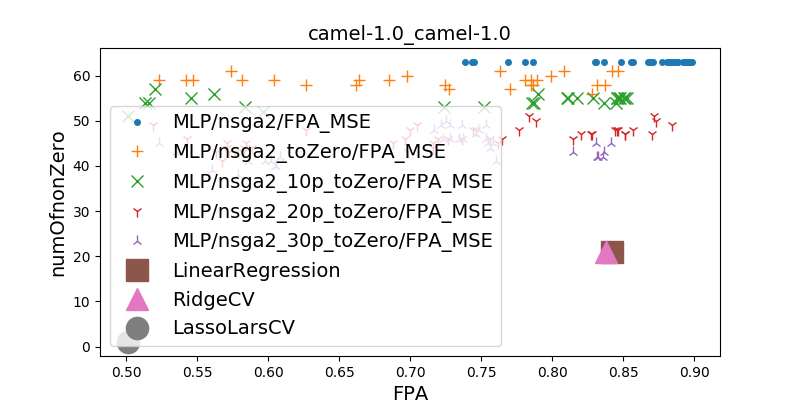 camel-1.0_camel-1.0
numOfnonZero
60
50
40
30
20
10
0
MLP/nsga2/FPA_MSE
MLP/nsga2_toZero/FPA_MSE
MLP/nsga2_10p_toZero/FPA_MSE
MLP/nsga2_20p_toZero/FPA_MSE
MLP/nsga2_30p_toZero/FPA_MSE
LinearRegression
RidgeCV
LassoLarsCV
0.50 0.55 0.60 0.65 0.70 0.75 0.80 0.85 0.90
FPA